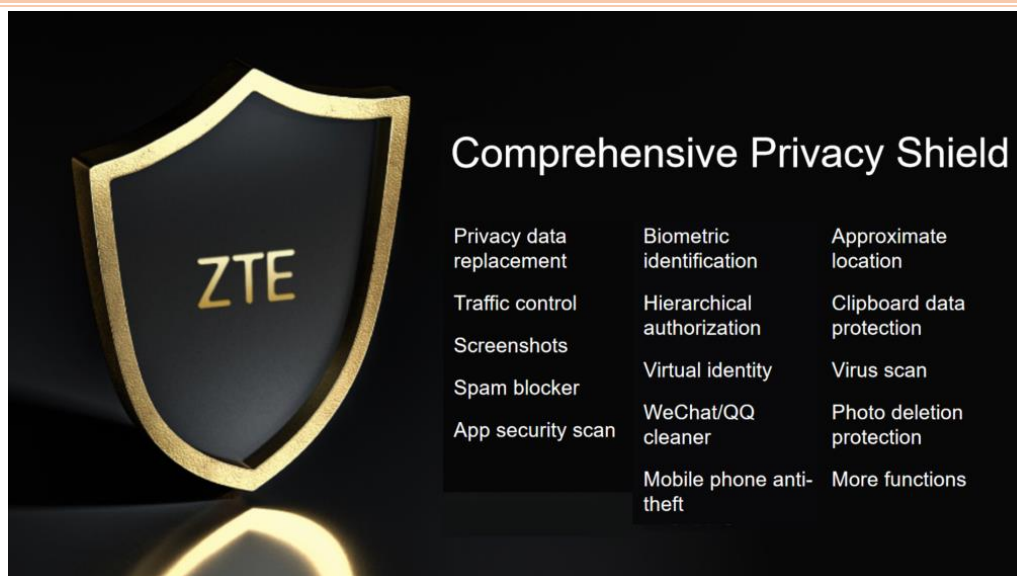 ZTE
Comprehensive Privacy Shield
Privacy data
replacement
Traffic control
Screenshots
Spam blocker
App security scan
Biometric
identification
Hierarchical
authorization
Virtual identity
WeChat/QQ
cleaner
Mobile phone anti-
theft
Approximate
location
Clipboard data
protection
Virus scan
Photo deletion
protection
More functions